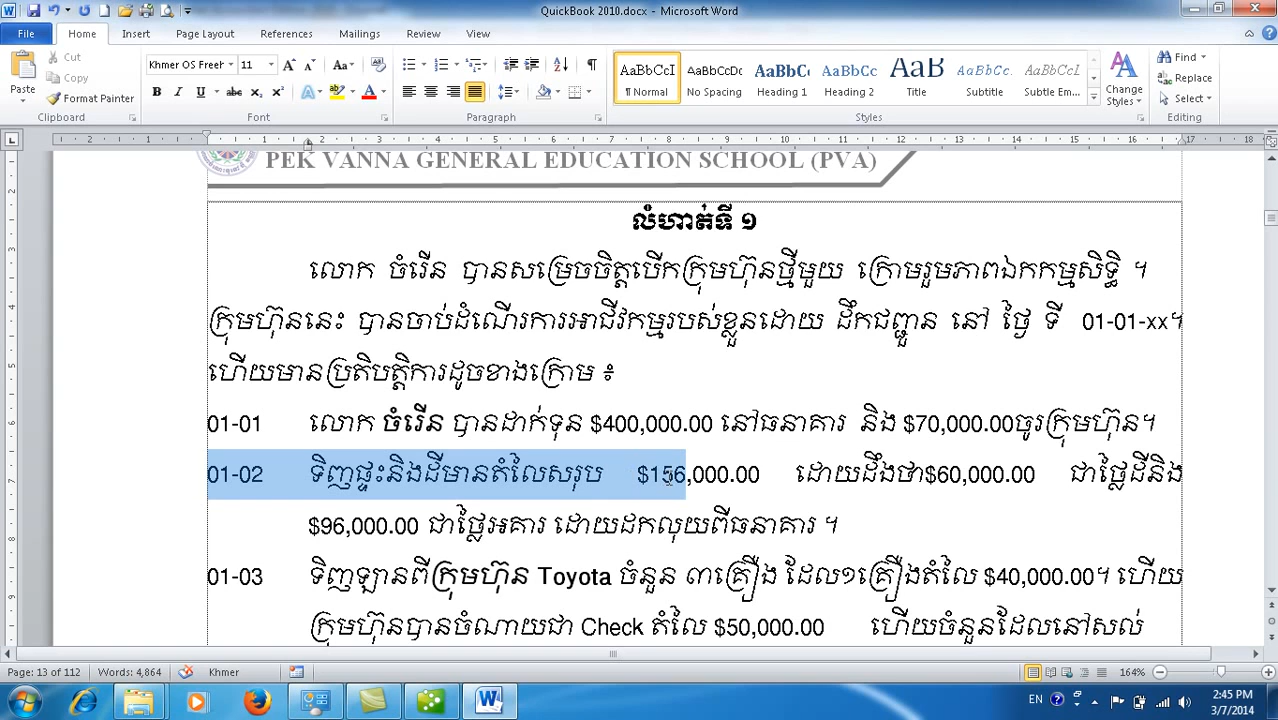 QuickBook 2010.docx - Microsoft Word
File Home Insert Page Layout References Mailings Review View
Paste Cut Copy Format Painter Clipboard
Khmer OS Freeh 11 Font
Paragraph
AaBbCcI AaBbCcDc AaBbC( AaBbCc AaB AaBbCcI AaBbCcI
¶ Normal No Spacing Heading 1 Heading 2 Title Subtitle Subtle Em... Change Styles Styles
Find Replace Select Editing
PEK VANNA GENERAL EDUCATION SCHOOL (PVA)
លំហាត់ទី ១
លោក ចំរើន បានសម្រេចចិត្តបើកក្រុមហ៊ុនថ្មីមួយ ក្រោមរូមភាពឯកកម្មសិទ្ធិ ។
ក្រុមហ៊ុននេះ បានចាប់ដំណើរការអាជីវកម្មរបស់ខ្លួនដោយ ដឹកជញ្ជូន នៅ ថ្ងៃ ទី 01-01-xx។
ហើយមានប្រតិបត្តិការដូចខាងក្រោម ៖
01-01 លោក ចំរើន បានដាក់ទុន $400,000.00 នៅធនាគារ និង $70,000.00ចូរក្រុមហ៊ុន។
01-02 ទិញផ្ទះនិងដីមានតំលៃសរុប $156,000.00 ដោយដឹងថា$60,000.00 ជាថ្លៃដីនិង
$96,000.00 ជាថ្លៃអគារ ដោយដកលុយពីធនាគារ ។
01-03 ទិញឡានពីក្រុមហ៊ុន Toyota ចំនួន ៣គ្រឿង ដែល១គ្រឿងតំលៃ $40,000.00។ ហើយ
ក្រុមហ៊ុនបានចំណាយជា Check តំលៃ $50,000.00 ហើយចំនួនដែលនៅសល់
Page: 13 of 112 Words: 4,864 Khmer 164%
EN 2:45 PM
3/7/2014